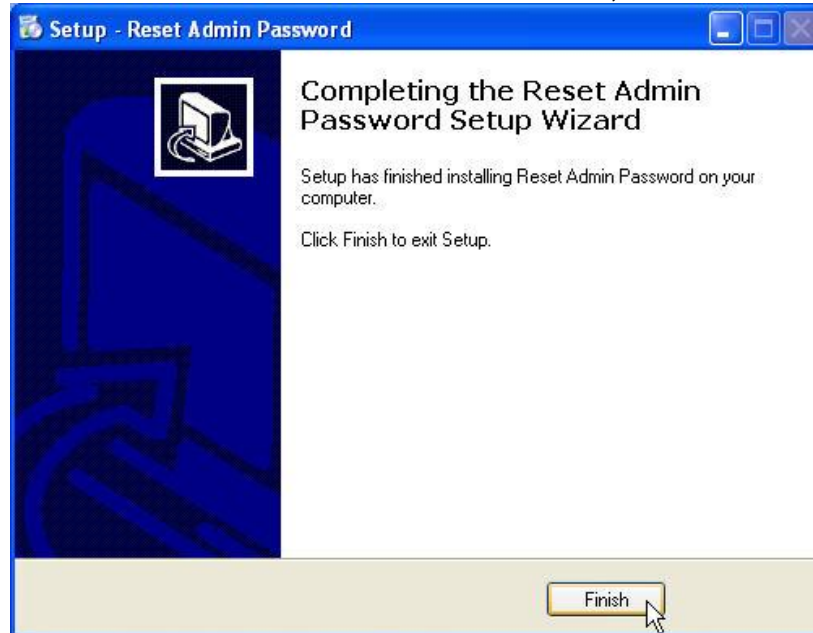 Setup - Reset Admin Password
Completing the Reset Admin
Password Setup Wizard
Setup has finished installing Reset Admin Password on your
computer.
Click Finish to exit Setup.
Finish